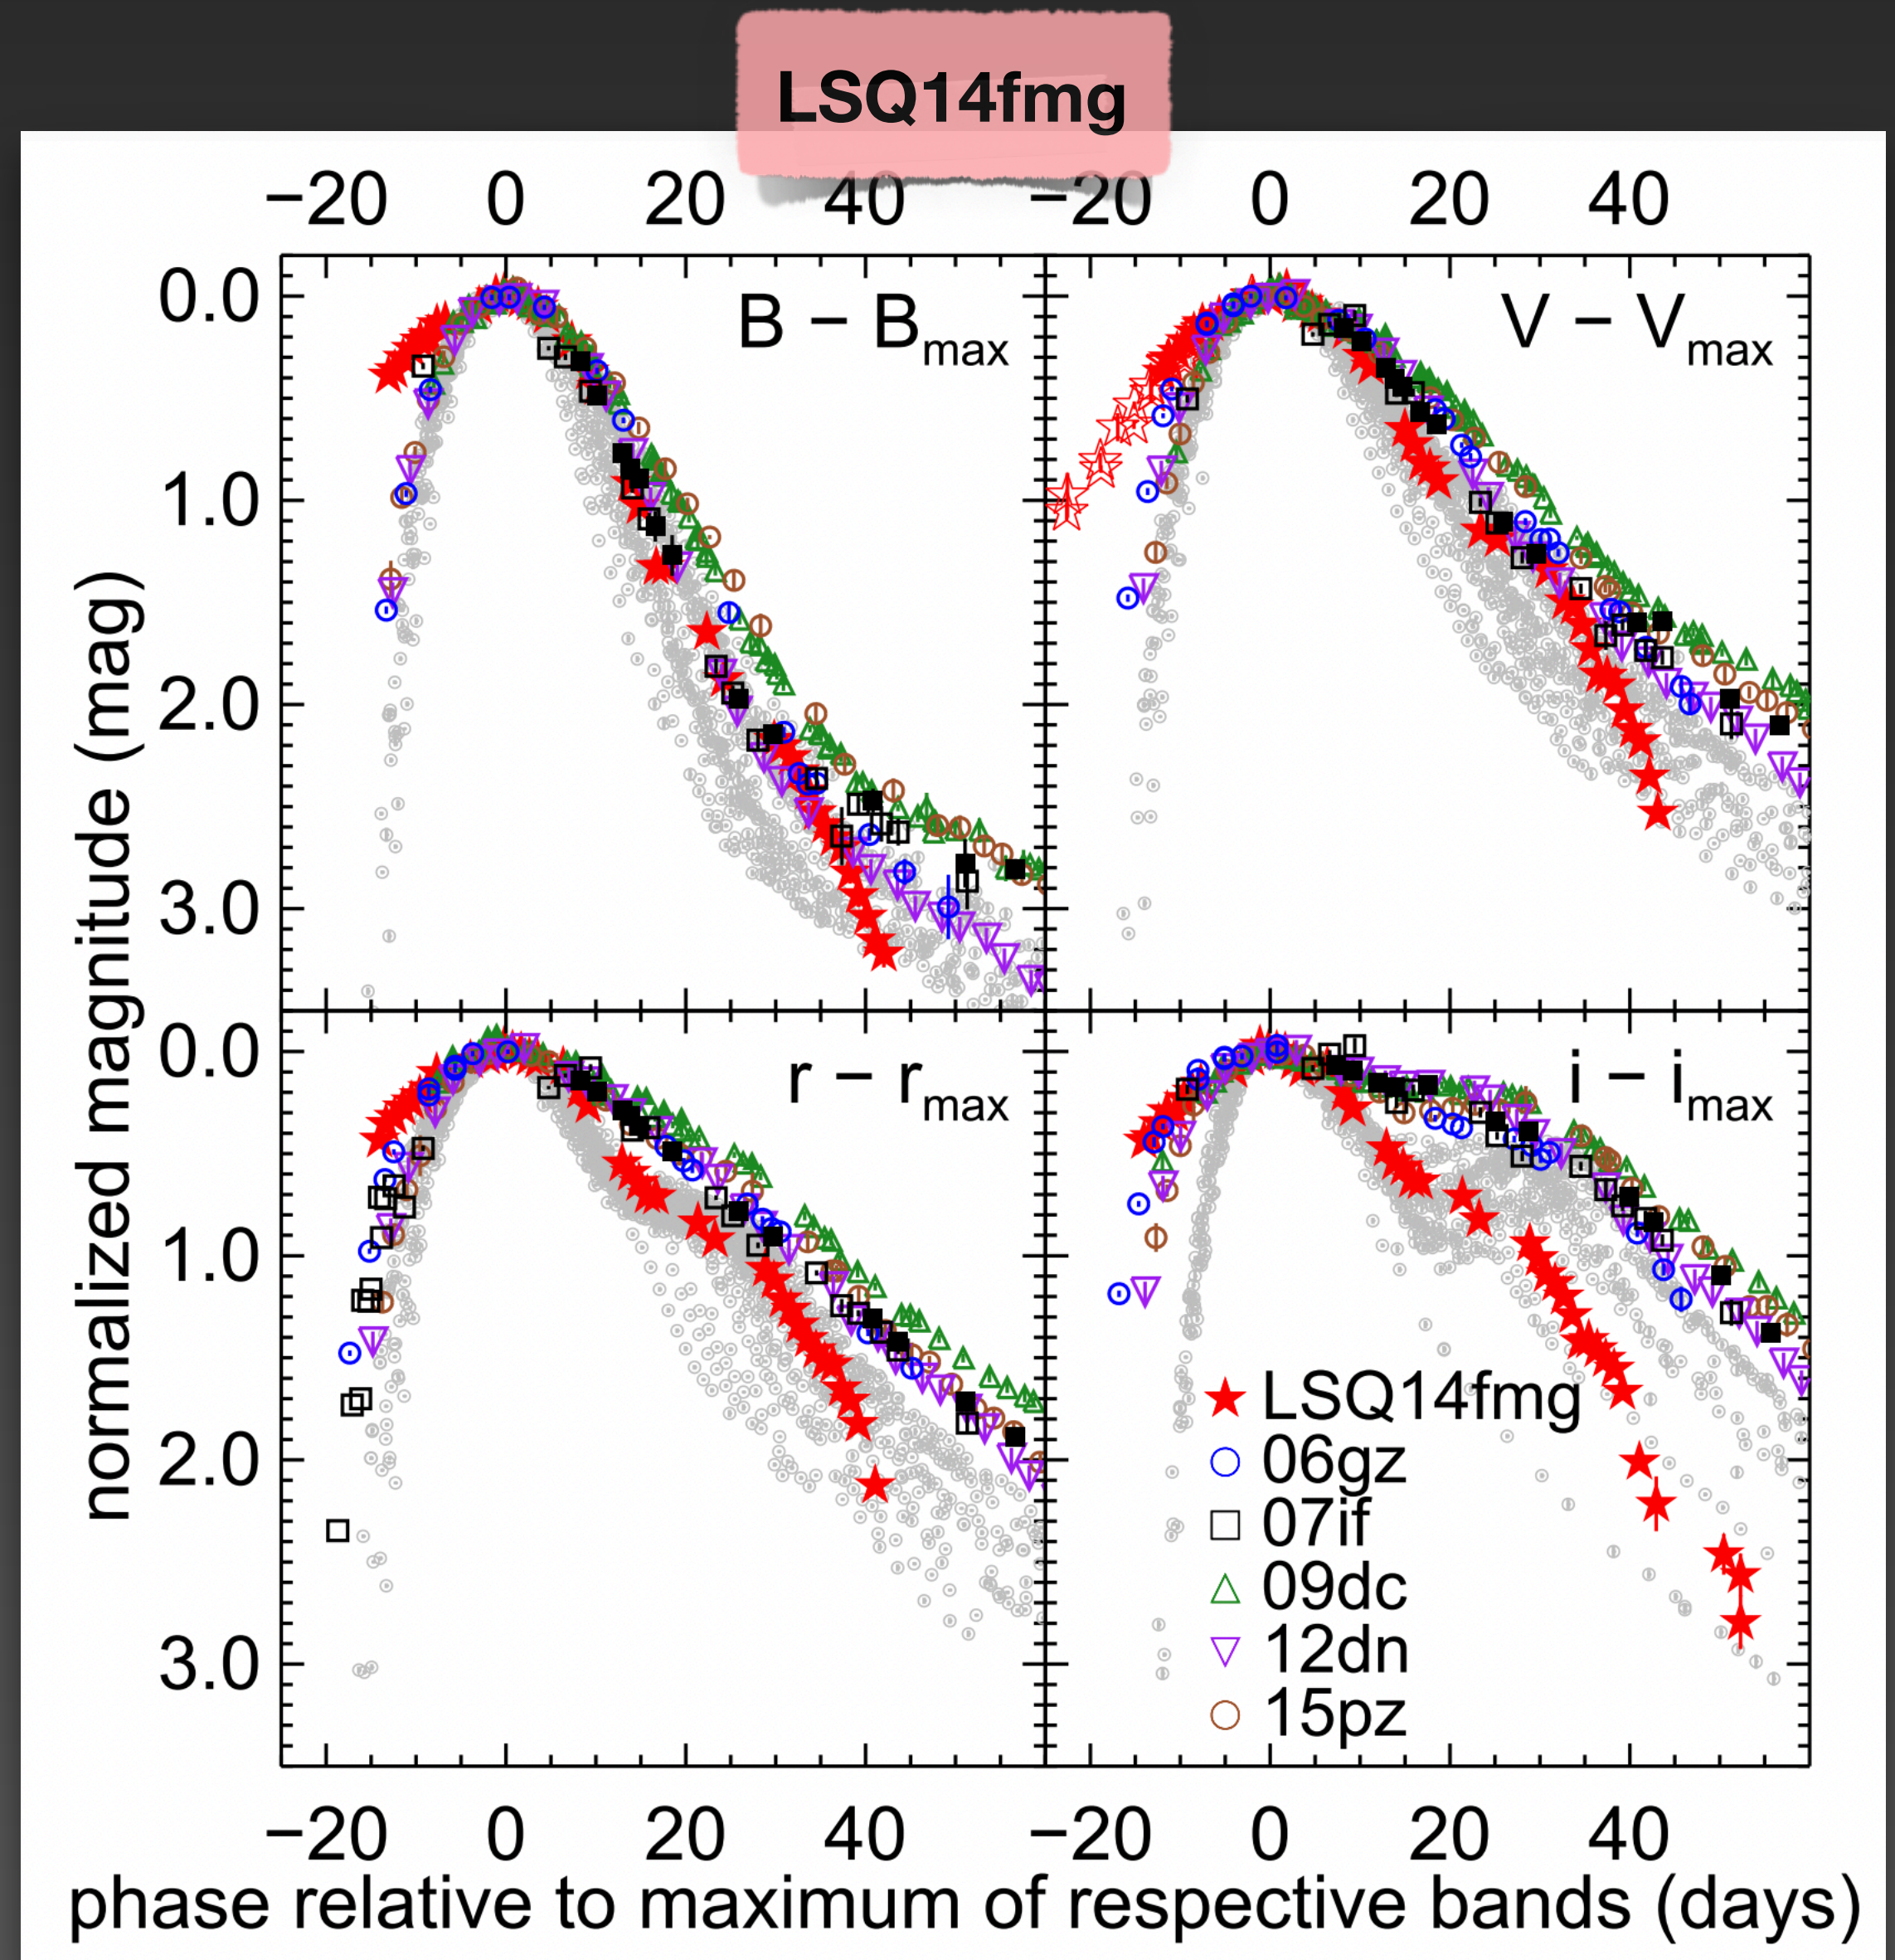 LSQ14fmg
−20 0 20 40 −20 0 20 40
0.0
1.0
2.0
3.0
0.0
1.0
2.0
3.0
normalized magnitude (mag)
B − Bmax
V − Vmax
r − rmax
i − imax
LSQ14fmg
06gz
07if
09dc
12dn
15pz
−20 0 20 40 −20 0 20 40
phase relative to maximum of respective bands (days)